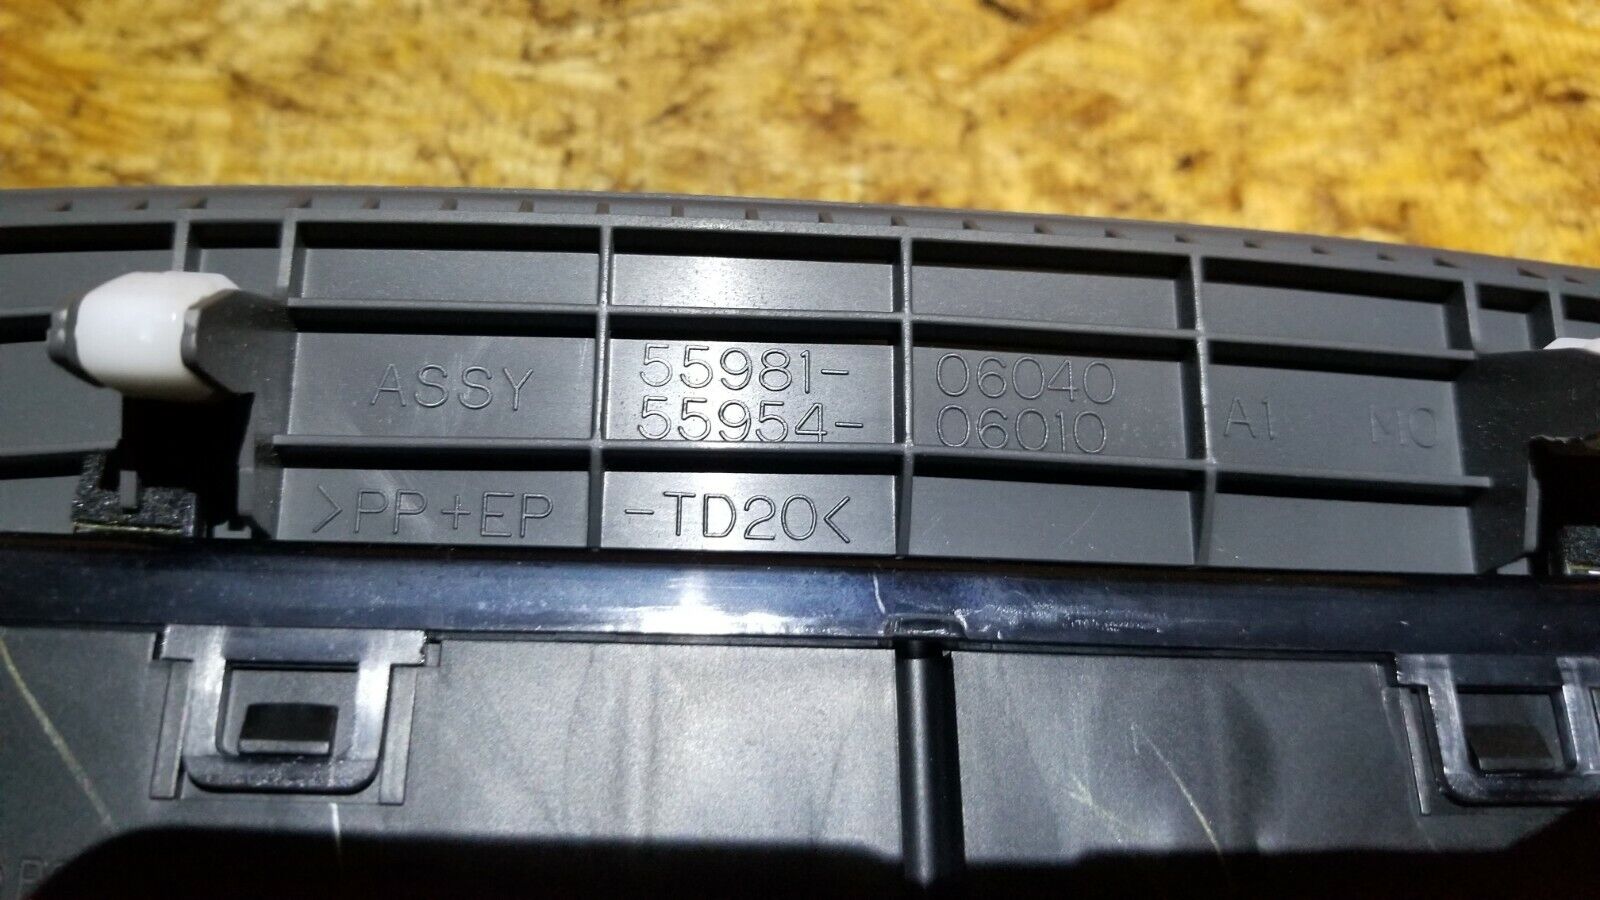 55981-06040
ASSY 55954-06010 A1 MO
>PP+EP-TD20<